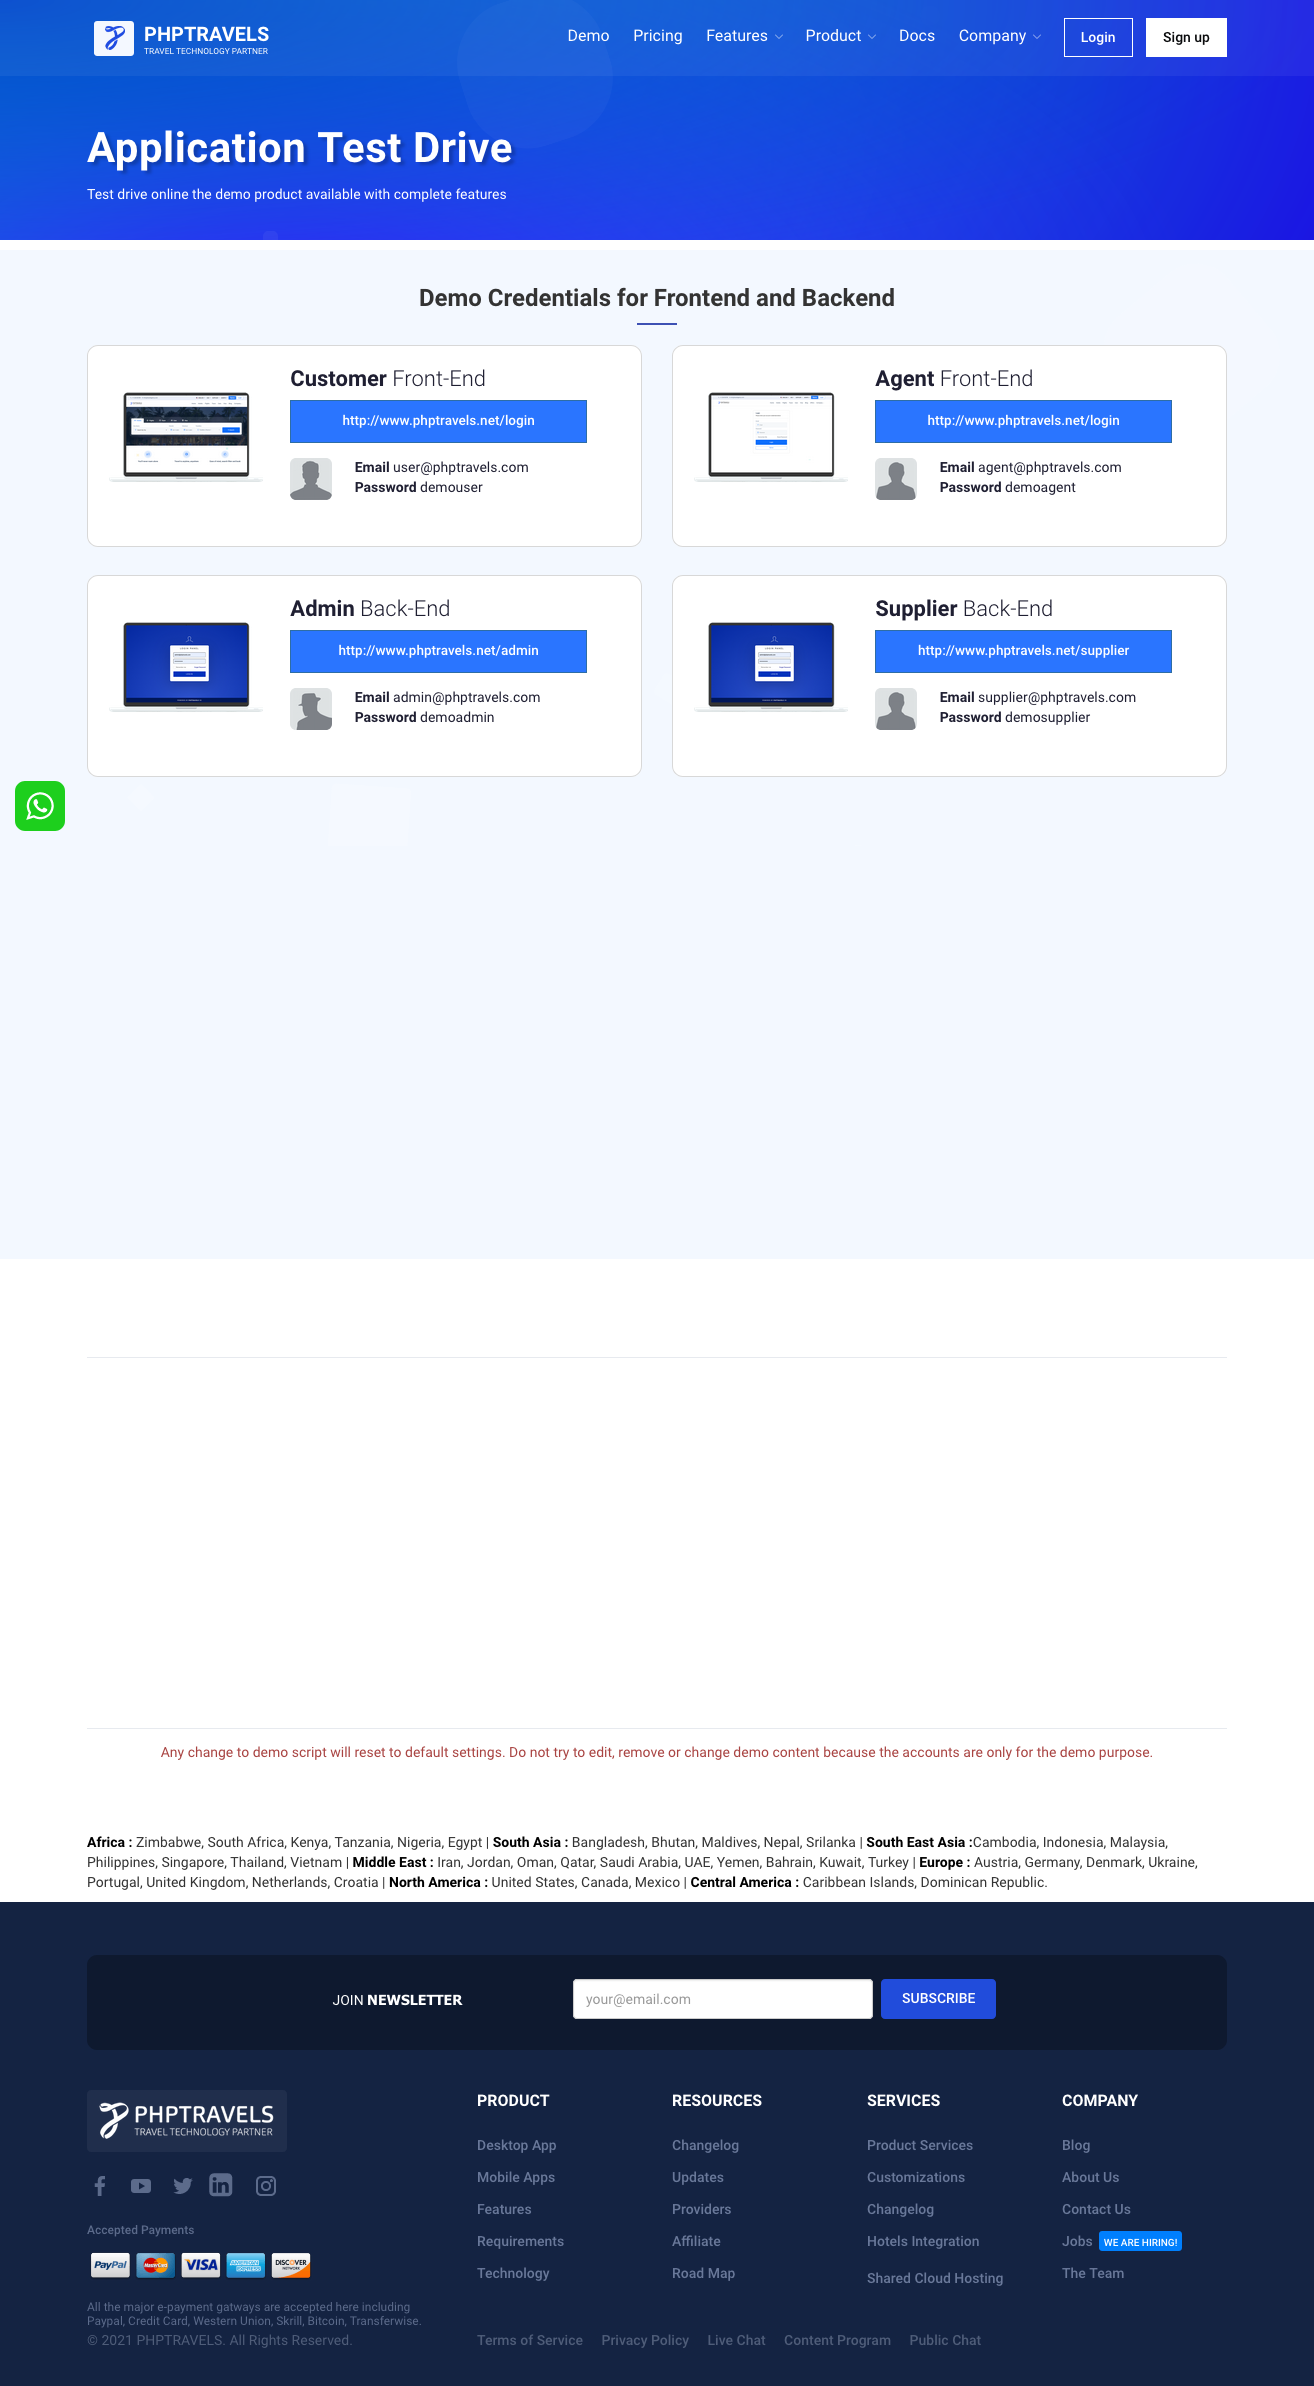 PHPTRAVELS
TRAVEL TECHNOLOGY PARTNER
Demo Pricing Features Product Docs Company Login Sign up
Application Test Drive
Test drive online the demo product available with complete features
Demo Credentials for Frontend and Backend
Customer Front-End
http://www.phptravels.net/login
Email user@phptravels.com
Password demouser
Agent Front-End
http://www.phptravels.net/login
Email agent@phptravels.com
Password demoagent
Admin Back-End
http://www.phptravels.net/admin
Email admin@phptravels.com
Password demoadmin
Supplier Back-End
http://www.phptravels.net/supplier
Email supplier@phptravels.com
Password demosupplier
Any change to demo script will reset to default settings. Do not try to edit, remove or change demo content because the accounts are only for the demo purpose.
Africa : Zimbabwe, South Africa, Kenya, Tanzania, Nigeria, Egypt | South Asia : Bangladesh, Bhutan, Maldives, Nepal, Srilanka | South East Asia :Cambodia, Indonesia, Malaysia,
Philippines, Singapore, Thailand, Vietnam | Middle East : Iran, Jordan, Oman, Qatar, Saudi Arabia, UAE, Yemen, Bahrain, Kuwait, Turkey | Europe : Austria, Germany, Denmark, Ukraine,
Portugal, United Kingdom, Netherlands, Croatia | North America : United States, Canada, Mexico | Central America : Caribbean Islands, Dominican Republic.
JOIN NEWSLETTER
your@email.com
SUBSCRIBE
PHPTRAVELS
TRAVEL TECHNOLOGY PARTNER
Accepted Payments
PayPal MasterCard VISA AMERICAN EXPRESS DISCOVER NETWORK
All the major e-payment gatways are accepted here including
Paypal, Credit Card, Western Union, Skrill, Bitcoin, Transferwise.
© 2021 PHPTRAVELS. All Rights Reserved.
PRODUCT
Desktop App
Mobile Apps
Features
Requirements
Technology
RESOURCES
Changelog
Updates
Providers
Affiliate
Road Map
SERVICES
Product Services
Customizations
Changelog
Hotels Integration
Shared Cloud Hosting
COMPANY
Blog
About Us
Contact Us
Jobs WE ARE HIRING!
The Team
Terms of Service Privacy Policy Live Chat Content Program Public Chat